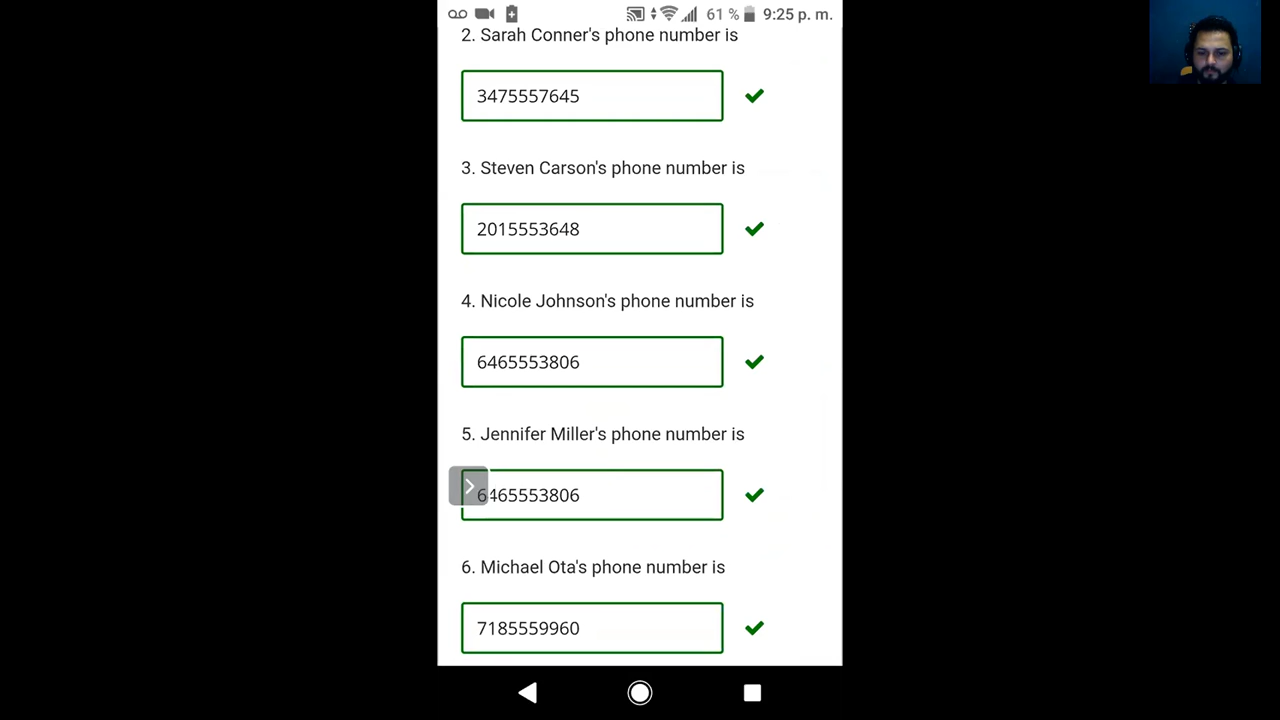 61 % 9:25 p. m.
2. Sarah Conner's phone number is
3475557645
3. Steven Carson's phone number is
2015553648
4. Nicole Johnson's phone number is
6465553806
5. Jennifer Miller's phone number is
6465553806
6. Michael Ota's phone number is
7185559960